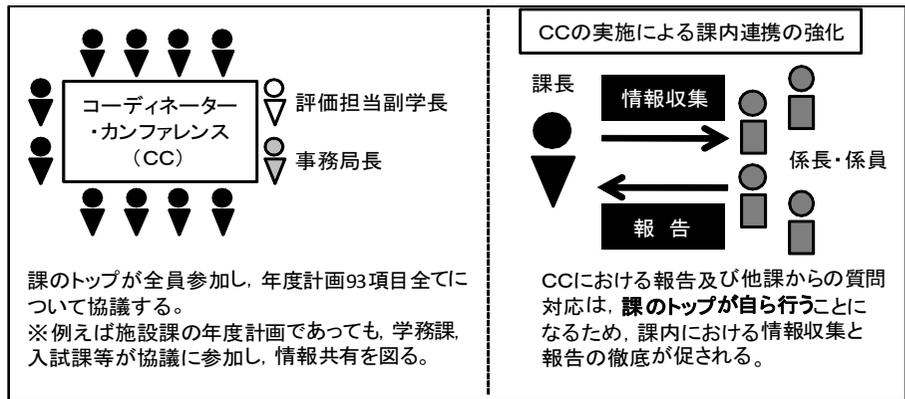 コーディネーター
・カンファレンス
（CC）
評価担当副学長
事務局長
課のトップが全員参加し，年度計画93項目全てに
ついて協議する。
※例えば施設課の年度計画であっても，学務課，
入試課等が協議に参加し，情報共有を図る。
CCの実施による課内連携の強化
課長
情報収集
係長・係員
報　告
CCにおける報告及び他課からの質問
対応は，課のトップが自ら行うことに
なるため，課内における情報収集と
報告の徹底が促される。